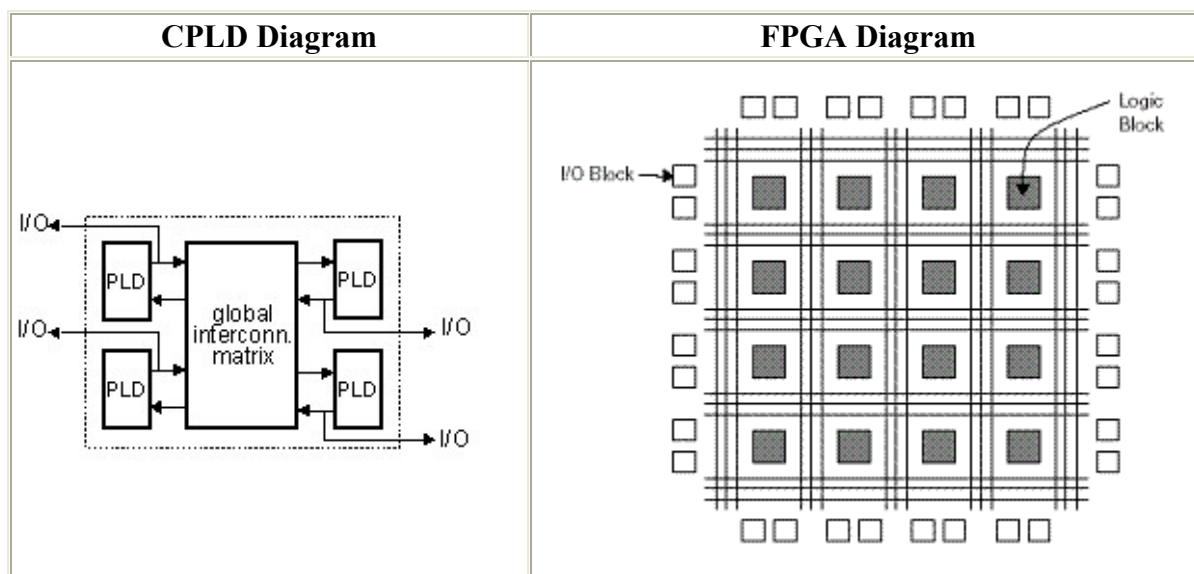 CPLD Diagram
FPGA Diagram
I/O
PLD
PLD
global
interconn.
matrix
I/O
I/O
PLD
PLD
I/O
Logic
Block
I/O Block